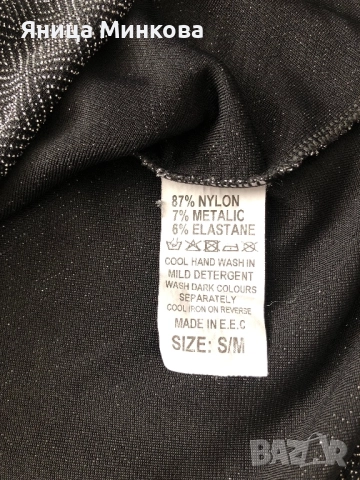 Яница Минкова
87% NYLON
7% METALIC
6% ELASTANE
COOL HAND WASH IN
MILD DETERGENT
WASH DARK COLOURS
SEPARATELY
COOL IRON ON REVERSE
MADE IN E.E.C
SIZE: S/M
BAZAR